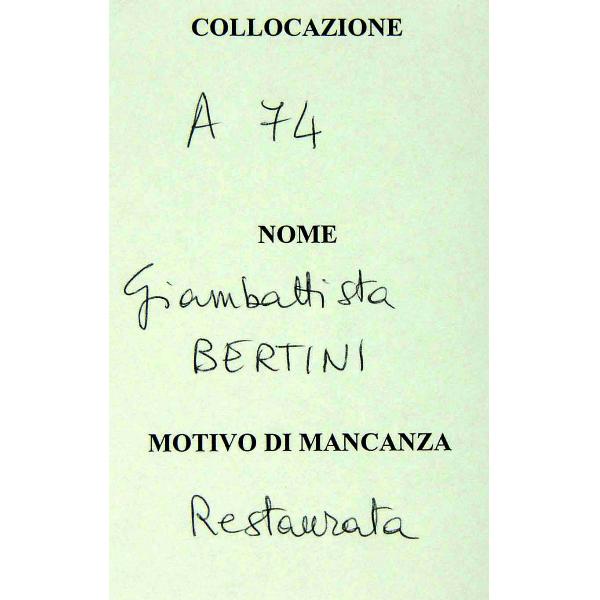 COLLOCAZIONE
A 74
NOME
Giambattista
BERTINI
MOTIVO DI MANCANZA
Restaurata